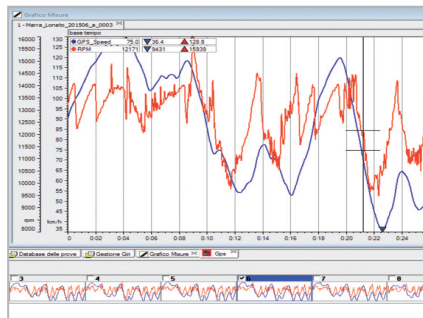 Grafico Misure
1 - Marra_Lonato_201506_a_0003
base tempo
GPS_Speed 75.0 36.4 128.8
RPM 12171 9431 15939
16000 130
15500 125
15000 120
14500 115
14000 110
13500 105
13000 100
12500 95
12000 90
11500 85
11000 80
10500 75
10000 70
9500 65
9000 60
8500 55
8000 50
45
40
35
mm km/h
0 0:02 0:04 0:06 0:08 0:10 0:12 0:14 0:16 0:18 0:20 0:22 0:24
Database delle prove Gestione Giri Grafico Misure Gps
3 4 5 6 7 8